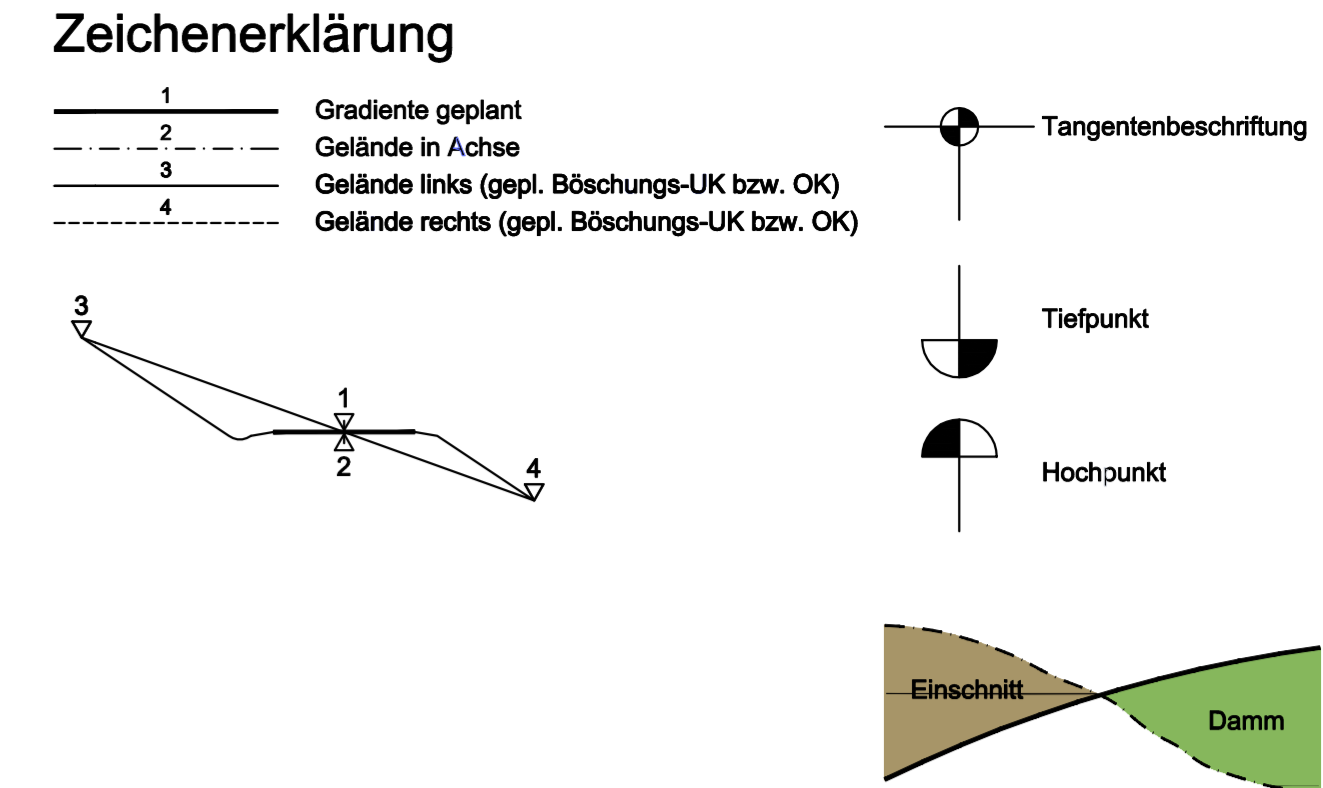 Zeichenerklärung
1
Gradiente geplant
2
Gelände in Achse
3
Gelände links (gepl. Böschungs-UK bzw. OK)
4
Gelände rechts (gepl. Böschungs-UK bzw. OK)
3
1
2
4
Tangentenbeschriftung
Tiefpunkt
Hochpunkt
Einschnitt
Damm